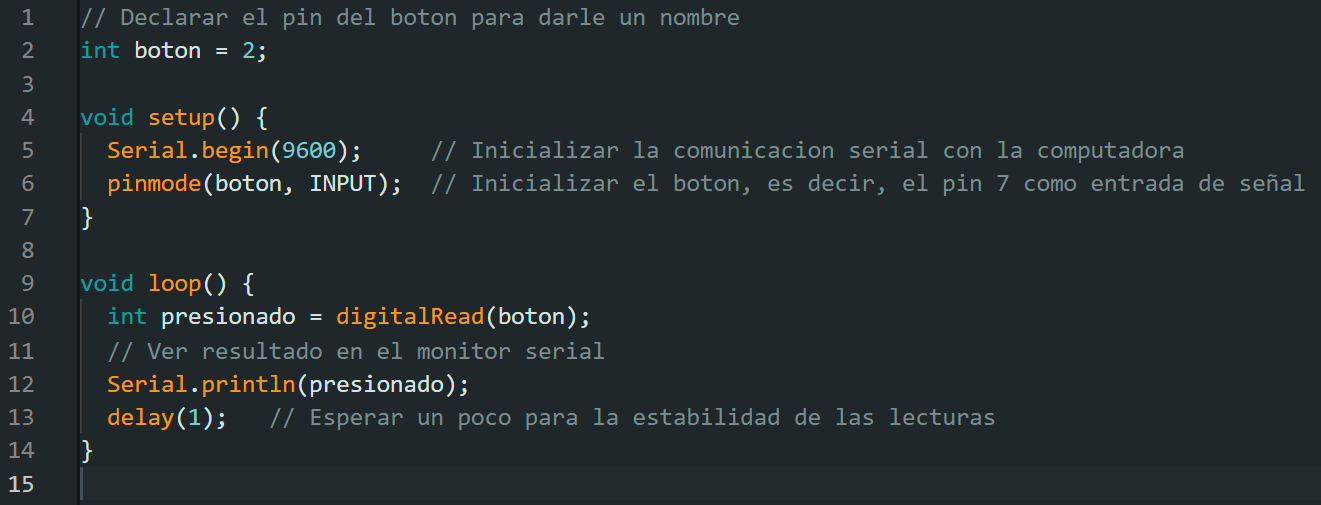 1 // Declarar el pin del boton para darle un nombre
2 int boton = 2;
3
4 void setup() {
5   Serial.begin(9600);     // Inicializar la comunicacion serial con la computadora
6   pinmode(boton, INPUT);  // Inicializar el boton, es decir, el pin 7 como entrada de señal
7 }
8
9 void loop() {
10   int presionado = digitalRead(boton);
11   // Ver resultado en el monitor serial
12   Serial.println(presionado);
13   delay(1);   // Esperar un poco para la estabilidad de las lecturas
14 }
15